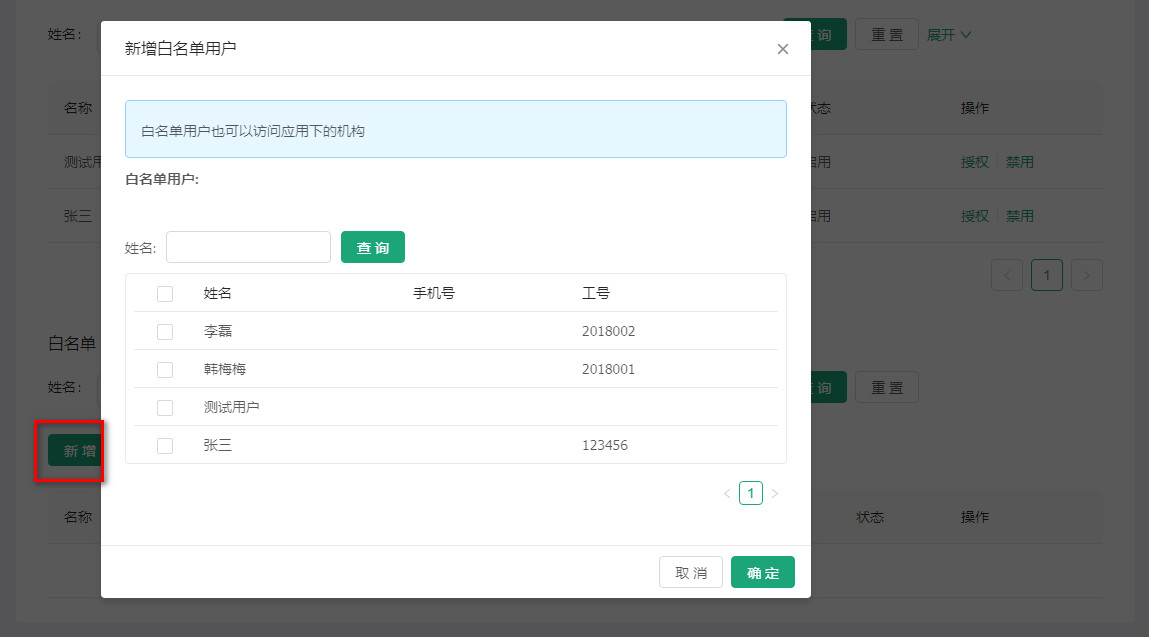 姓名:
询
重 置
展开
新增白名单用户
名称
态
操作
白名单用户也可以访问应用下的机构
测试用
用
授权
禁用
白名单用户:
张三
用
授权
禁用
姓名:
查 询
1
姓名
手机号
工号
李磊
2018002
白名单
韩梅梅
2018001
姓名:
询
重 置
测试用户
新 增
张三
123456
1
名称
状态
操作
取 消
确 定